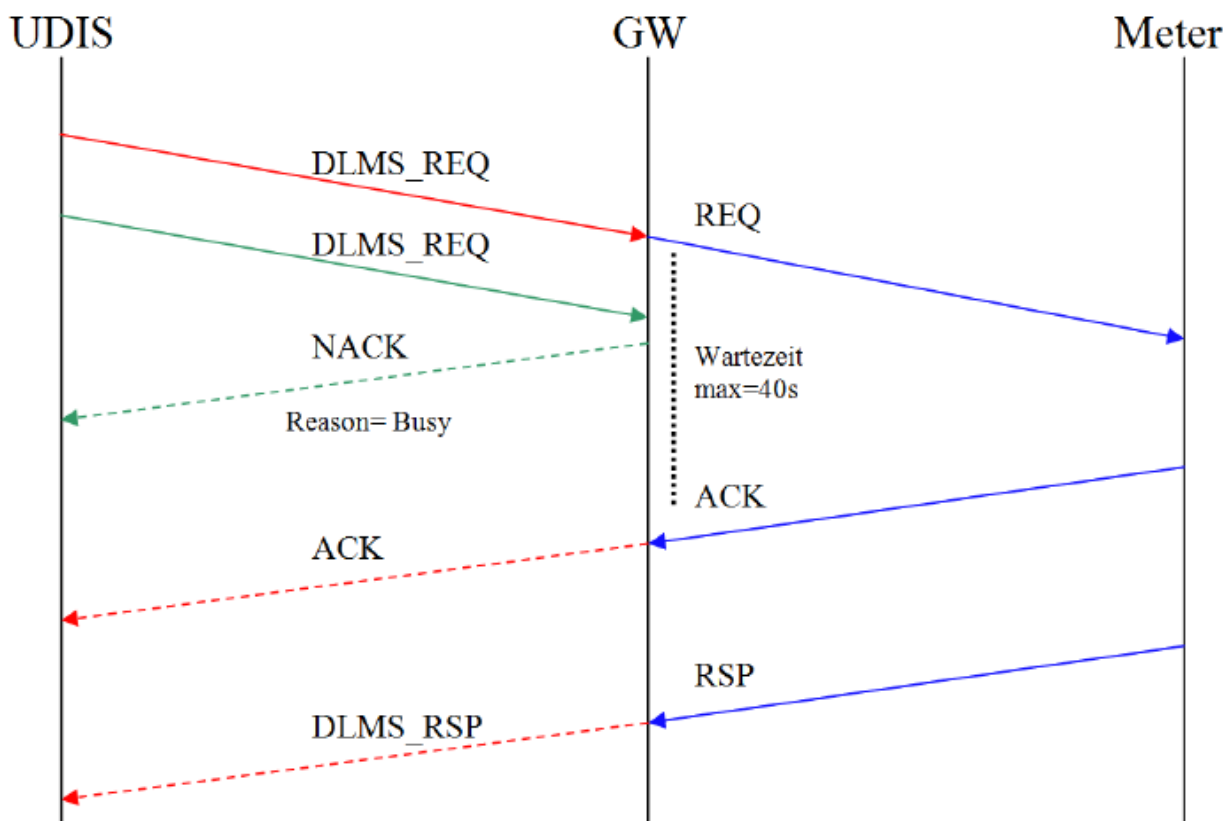 UDIS
GW
Meter
DLMS_REQ
REQ
DLMS_REQ
NACK
Wartezeit
max=40s
Reason= Busy
ACK
ACK
RSP
DLMS_RSP